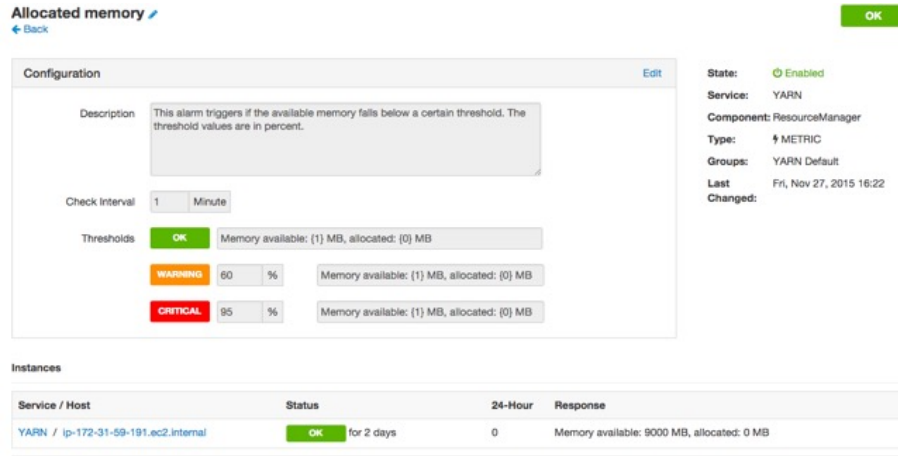 Allocated memory
OK
Back
Configuration
Edit
Description
This alarm triggers if the available memory falls below a certain threshold. The
threshold values are in percent.
Check Interval
1 Minute
Thresholds
OK Memory available: {1} MB, allocated: {0} MB
WARNING 60 % Memory available: {1} MB, allocated: {0} MB
CRITICAL 95 % Memory available: {1} MB, allocated: {0} MB
State: Enabled
Service: YARN
Component: ResourceManager
Type: METRIC
Groups: YARN Default
Last Fri, Nov 27, 2015 16:22
Changed:
Instances
Service / Host Status 24-Hour Response
YARN / ip-172-31-59-191.ec2.internal OK for 2 days 0 Memory available: 9000 MB, allocated: 0 MB